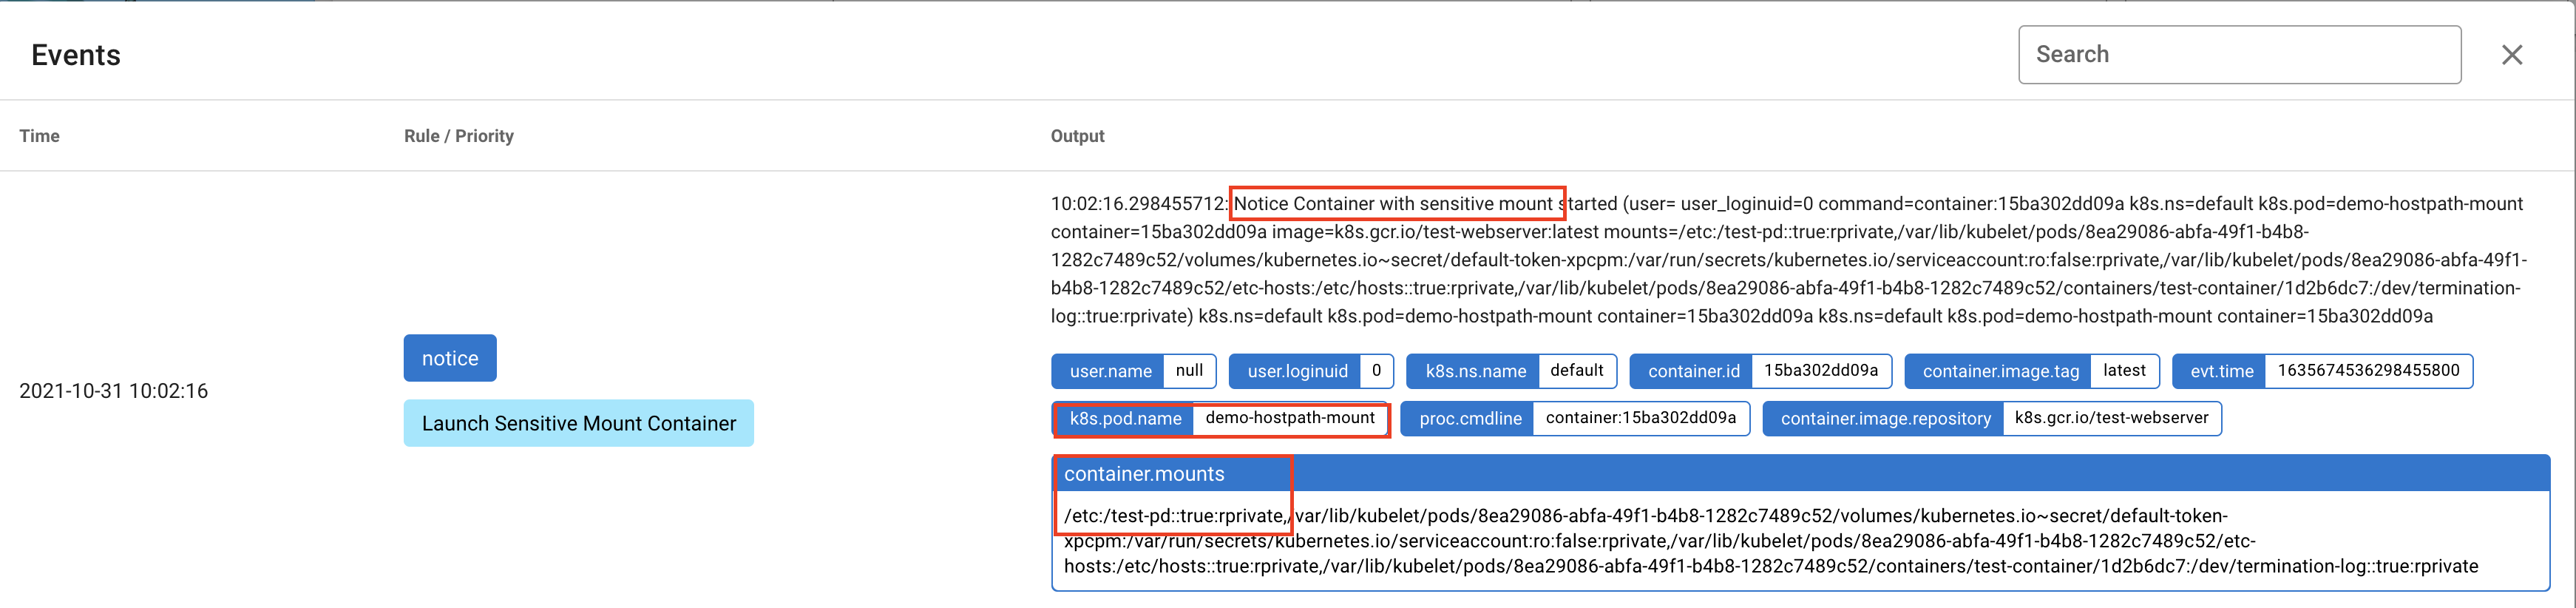 Events
Search
Time
Rule / Priority
Output
10:02:16.298455712: Notice Container with sensitive mount started (user= user_loginuid=0 command=container:15ba302dd09a k8s.ns=default k8s.pod=demo-hostpath-mount
container=15ba302dd09a image=k8s.gcr.io/test-webserver:latest mounts=/etc:/test-pd::true:rprivate,/var/lib/kubelet/pods/8ea29086-abfa-49f1-b4b8-
1282c7489c52/volumes/kubernetes.io~secret/default-token-xpcpm:/var/run/secrets/kubernetes.io/serviceaccount:ro:false:rprivate,/var/lib/kubelet/pods/8ea29086-abfa-49f1-
b4b8-1282c7489c52/etc-hosts:/etc/hosts::true:rprivate,/var/lib/kubelet/pods/8ea29086-abfa-49f1-b4b8-1282c7489c52/containers/test-container/1d2b6dc7:/dev/termination-
log::true:rprivate) k8s.ns=default k8s.pod=demo-hostpath-mount container=15ba302dd09a k8s.ns=default k8s.pod=demo-hostpath-mount container=15ba302dd09a
2021-10-31 10:02:16
notice
Launch Sensitive Mount Container
user.name null user.loginuid 0 k8s.ns.name default container.id 15ba302dd09a container.image.tag latest evt.time 1635674536298455800
k8s.pod.name demo-hostpath-mount proc.cmdline container:15ba302dd09a container.image.repository k8s.gcr.io/test-webserver
container.mounts
/etc:/test-pd::true:rprivate,/var/lib/kubelet/pods/8ea29086-abfa-49f1-b4b8-1282c7489c52/volumes/kubernetes.io~secret/default-token-
xpcpm:/var/run/secrets/kubernetes.io/serviceaccount:ro:false:rprivate,/var/lib/kubelet/pods/8ea29086-abfa-49f1-b4b8-1282c7489c52/etc-
hosts:/etc/hosts::true:rprivate,/var/lib/kubelet/pods/8ea29086-abfa-49f1-b4b8-1282c7489c52/containers/test-container/1d2b6dc7:/dev/termination-log::true:rprivate